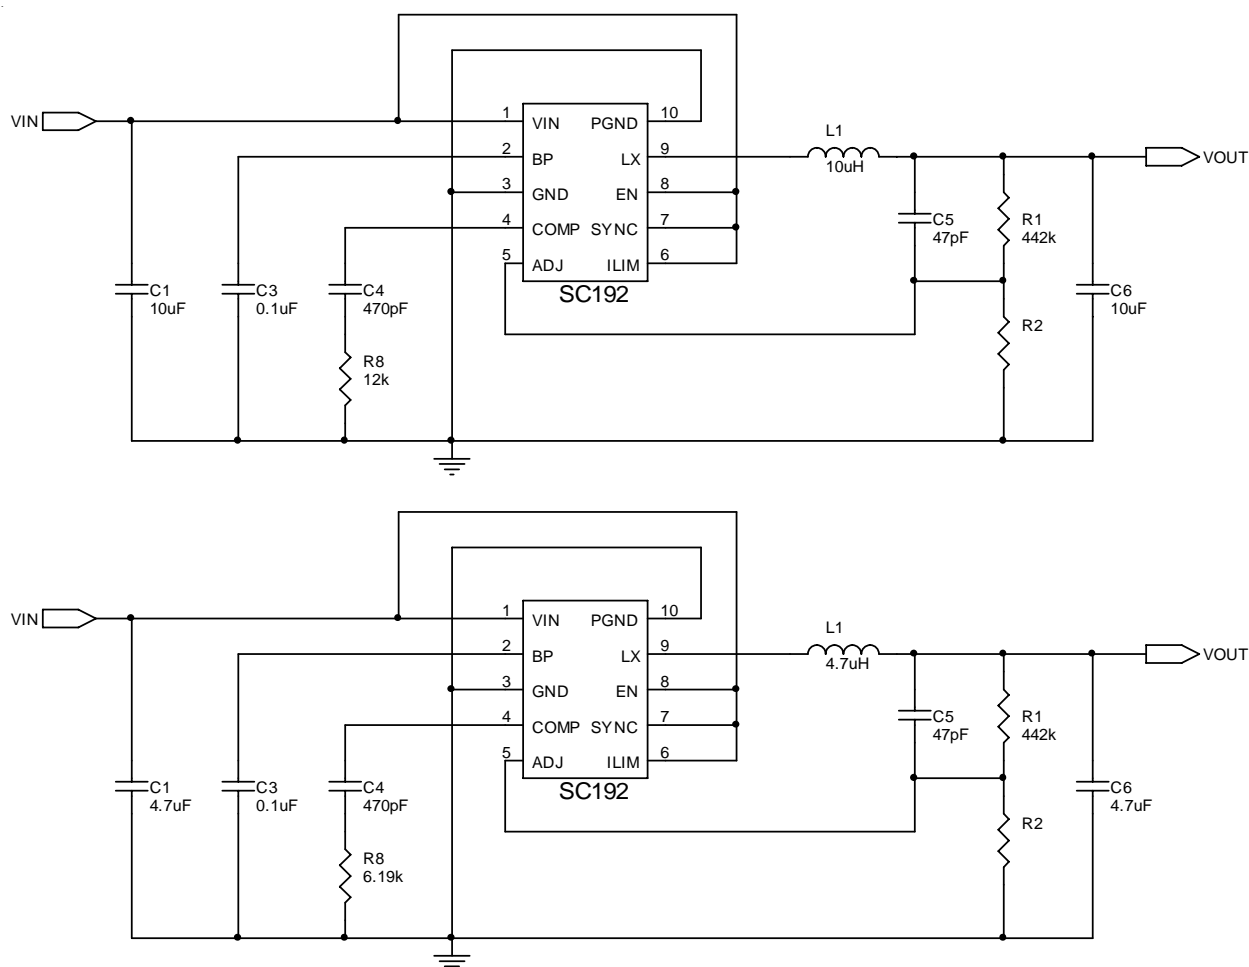 VIN
1
VIN
PGND
10
2
BP
LX
9
3
GND
EN
8
4
COMP
SYNC
7
5
ADJ
ILIM
6
SC192
L1
10uH
VOUT
C5
47pF
R1
442k
C1
10uF
C3
0.1uF
C4
470pF
C6
10uF
R2
R8
12k
VIN
1
VIN
PGND
10
2
BP
LX
9
3
GND
EN
8
4
COMP
SYNC
7
5
ADJ
ILIM
6
SC192
L1
4.7uH
VOUT
C5
47pF
R1
442k
C1
4.7uF
C3
0.1uF
C4
470pF
C6
4.7uF
R2
R8
6.19k